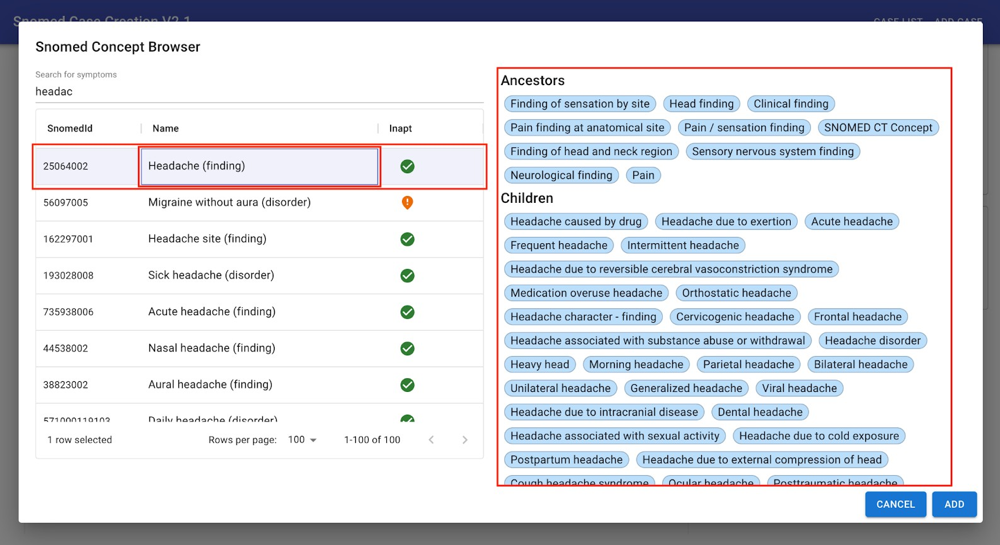 Snomed Case Creation V2.1
CASE LIST ADD CASE
Snomed Concept Browser
Search for symptoms
headac
SnomedId Name Inapt
25064002 Headache (finding)
56097005 Migraine without aura (disorder)
162297001 Headache site (finding)
193028008 Sick headache (disorder)
735938006 Acute headache (finding)
44538002 Nasal headache (finding)
38823002 Aural headache (finding)
571000119103 Daily headache (disorder)
1 row selected Rows per page: 100 1-100 of 100
Ancestors
Finding of sensation by site Head finding Clinical finding
Pain finding at anatomical site Pain / sensation finding SNOMED CT Concept
Finding of head and neck region Sensory nervous system finding
Neurological finding Pain
Children
Headache caused by drug Headache due to exertion Acute headache
Frequent headache Intermittent headache
Headache due to reversible cerebral vasoconstriction syndrome
Medication overuse headache Orthostatic headache
Headache character - finding Cervicogenic headache Frontal headache
Headache associated with substance abuse or withdrawal Headache disorder
Heavy head Morning headache Parietal headache Bilateral headache
Unilateral headache Generalized headache Viral headache
Headache due to intracranial disease Dental headache
Headache associated with sexual activity Headache due to cold exposure
Postpartum headache Headache due to external compression of head
Cough headache syndrome Ocular headache Posttraumatic headache
CANCEL ADD